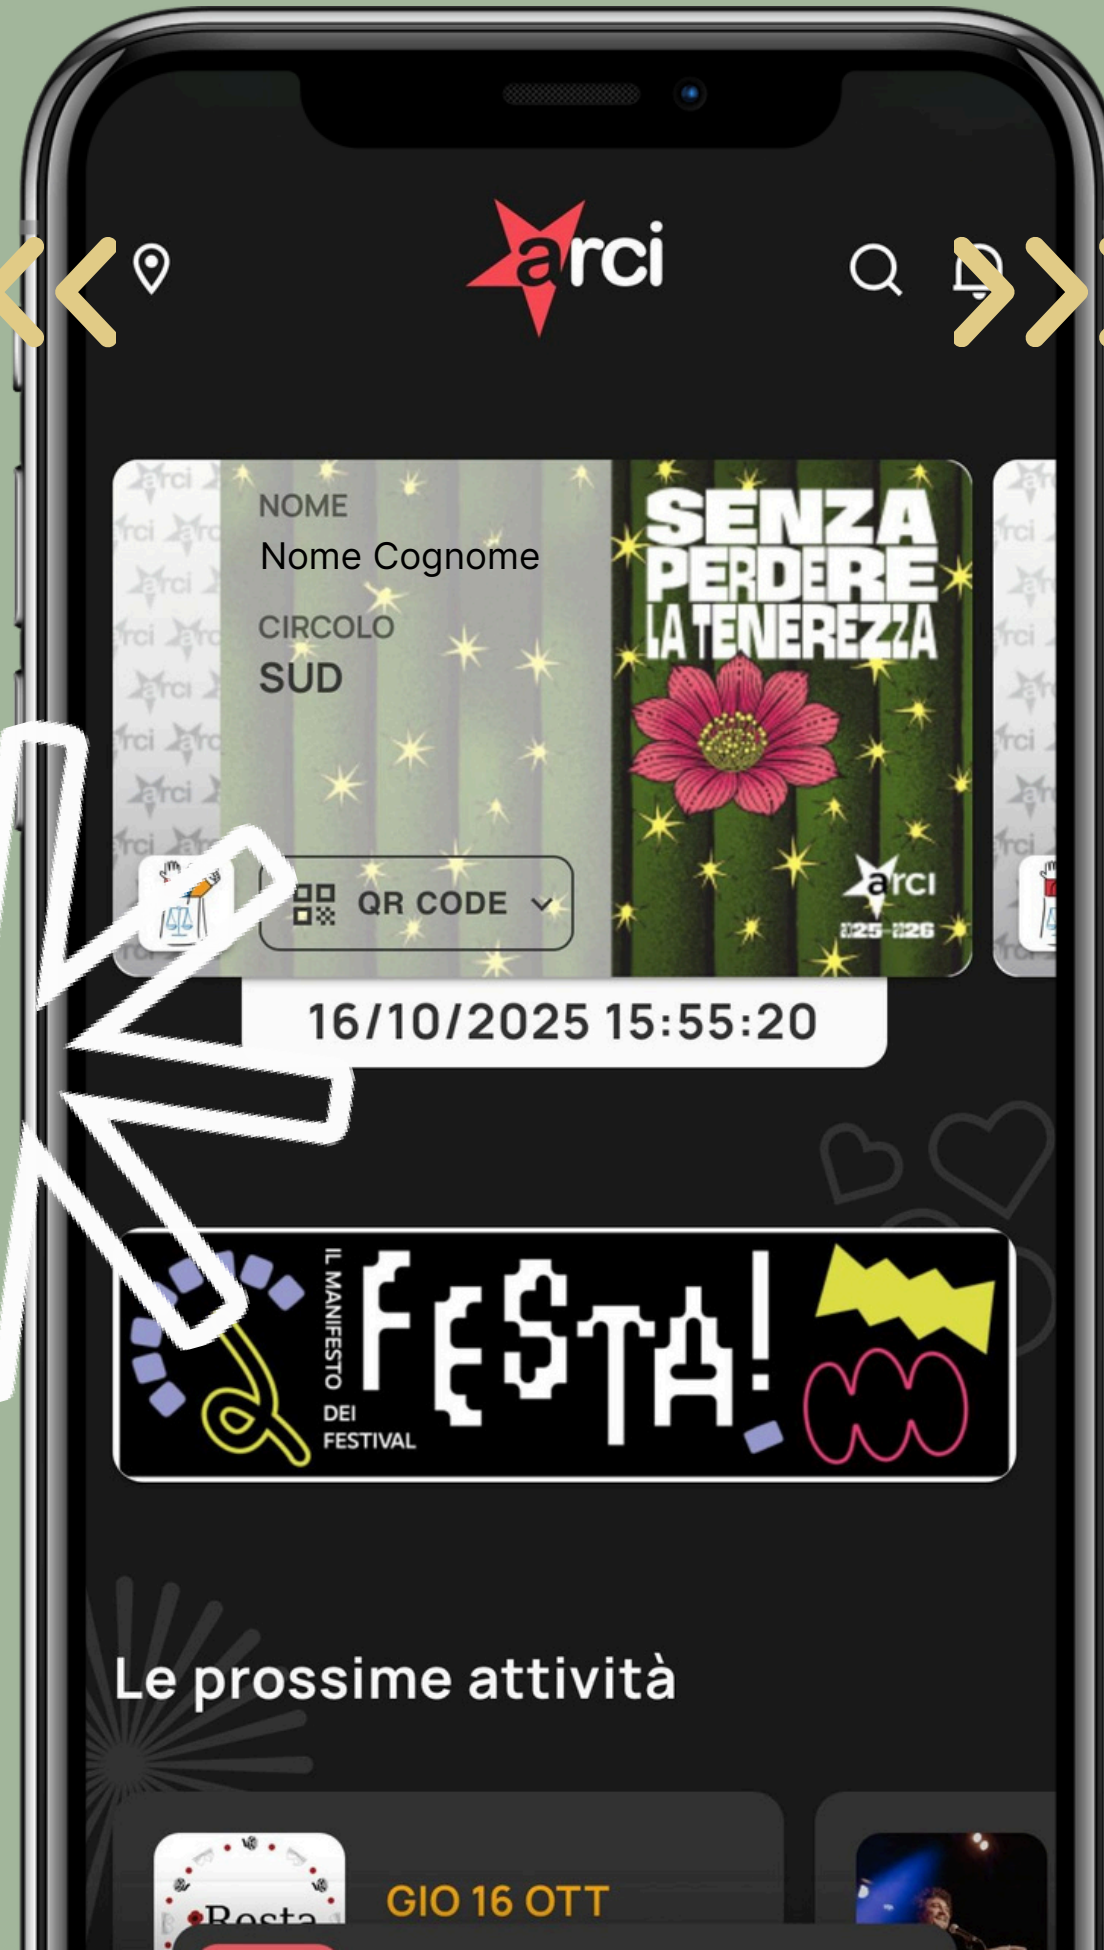 arci
NOME
Nome Cognome
CIRCOLO
SUD
QR CODE
SENZA
PERDERE
LA TENEREZZA
arci
2025-2026
16/10/2025 15:55:20
IL MANIFESTO
DEI
FESTIVAL
FESTA!
Le prossime attività
GIO 16 OTT